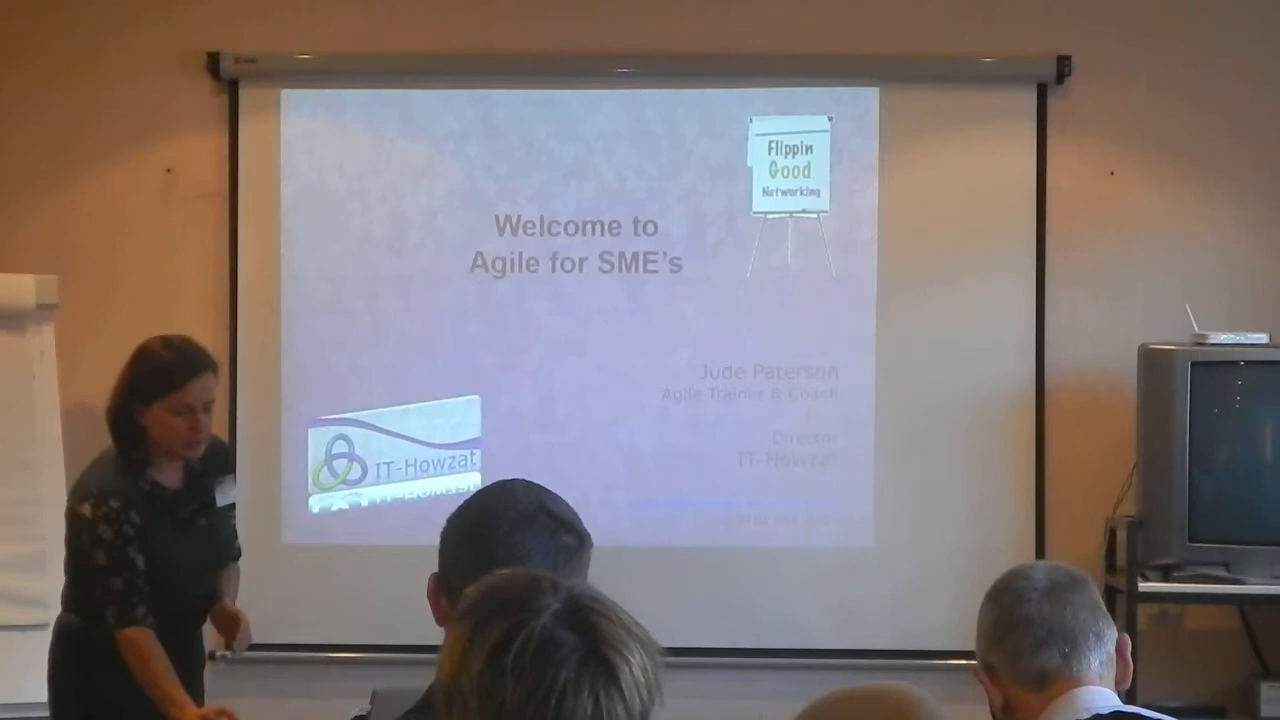 Flippin
Good
Networking
Welcome to
Agile for SME's
Jude Paterson
Agile Trainer & Coach
Director
IT-Howzat
IT-Howzat